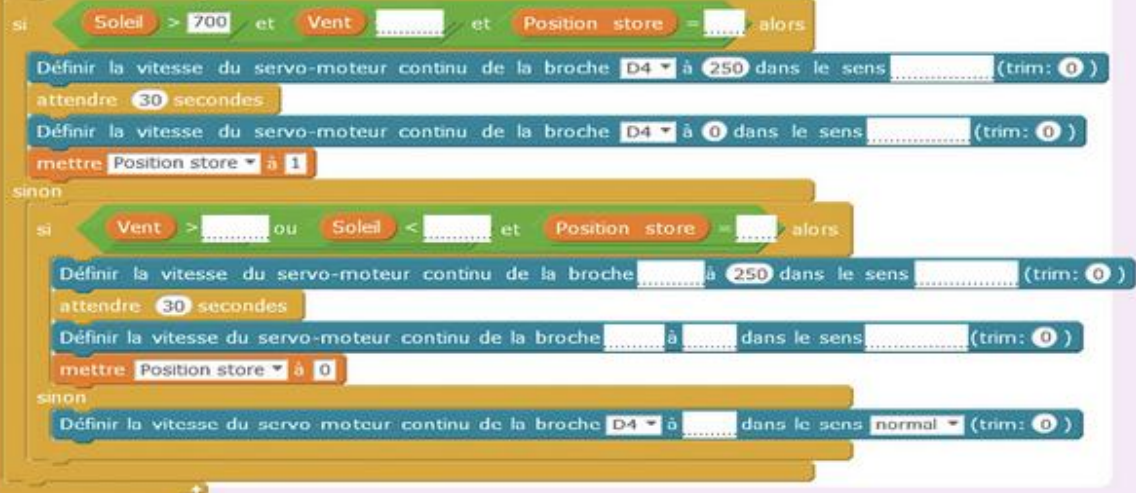 si Soleil > 700 et Vent ........ et Position store = ..... alors
Définir la vitesse du servo-moteur continu de la broche D4 à 250 dans le sens ............ (trim: 0 )
attendre 30 secondes
Définir la vitesse du servo-moteur continu de la broche D4 à 0 dans le sens ............ (trim: 0 )
mettre Position store à 1
sinon
si Vent > ........ ou Soleil < ........ et Position store = ..... alors
Définir la vitesse du servo-moteur continu de la broche ........ à 250 dans le sens ............ (trim: 0 )
attendre 30 secondes
Définir la vitesse du servo-moteur continu de la broche ....... à ...... dans le sens ............ (trim: 0 )
mettre Position store à 0
sinon
Définir la vitesse du servo moteur continu de la broche D4 à ...... dans le sens normal (trim: 0 )